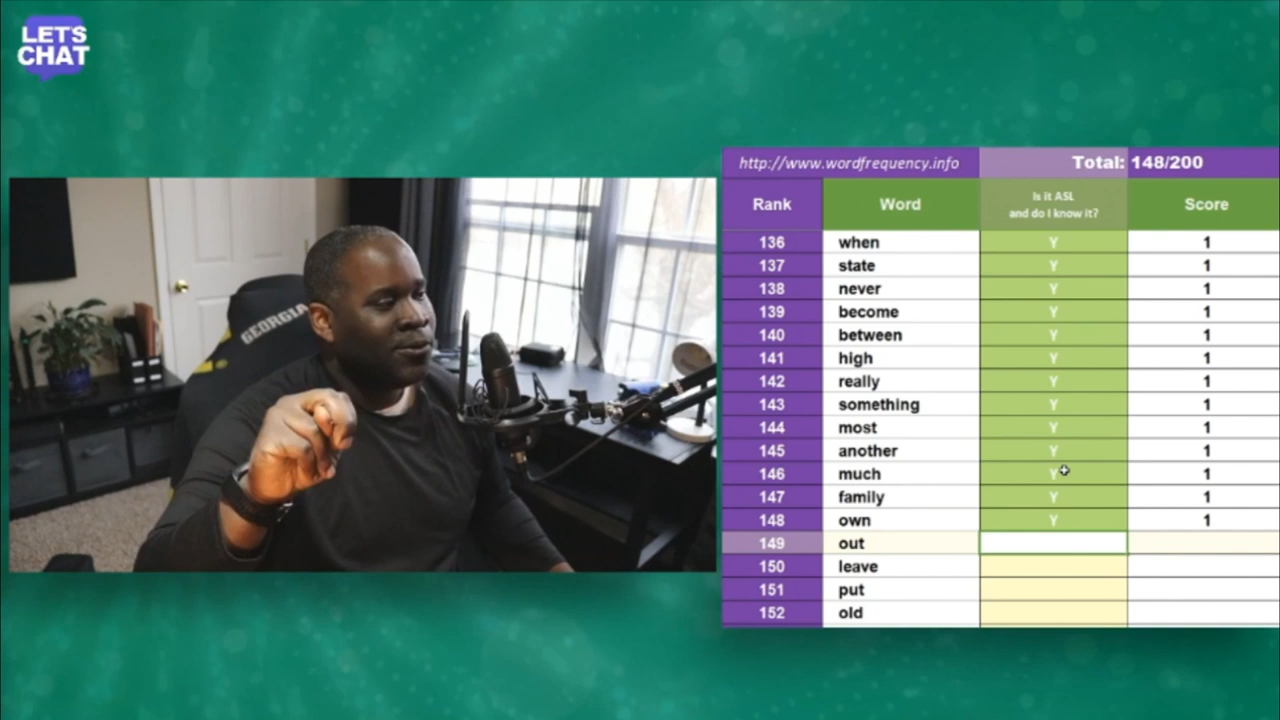 LET'S
CHAT
GEORGIA
http://www.wordfrequency.info Total: 148/200
Rank Word Is it ASL and do I know it? Score
136 when Y 1
137 state Y 1
138 never Y 1
139 become Y 1
140 between Y 1
141 high Y 1
142 really Y 1
143 something Y 1
144 most Y 1
145 another Y 1
146 much Y 1
147 family Y 1
148 own Y 1
149 out
150 leave
151 put
152 old